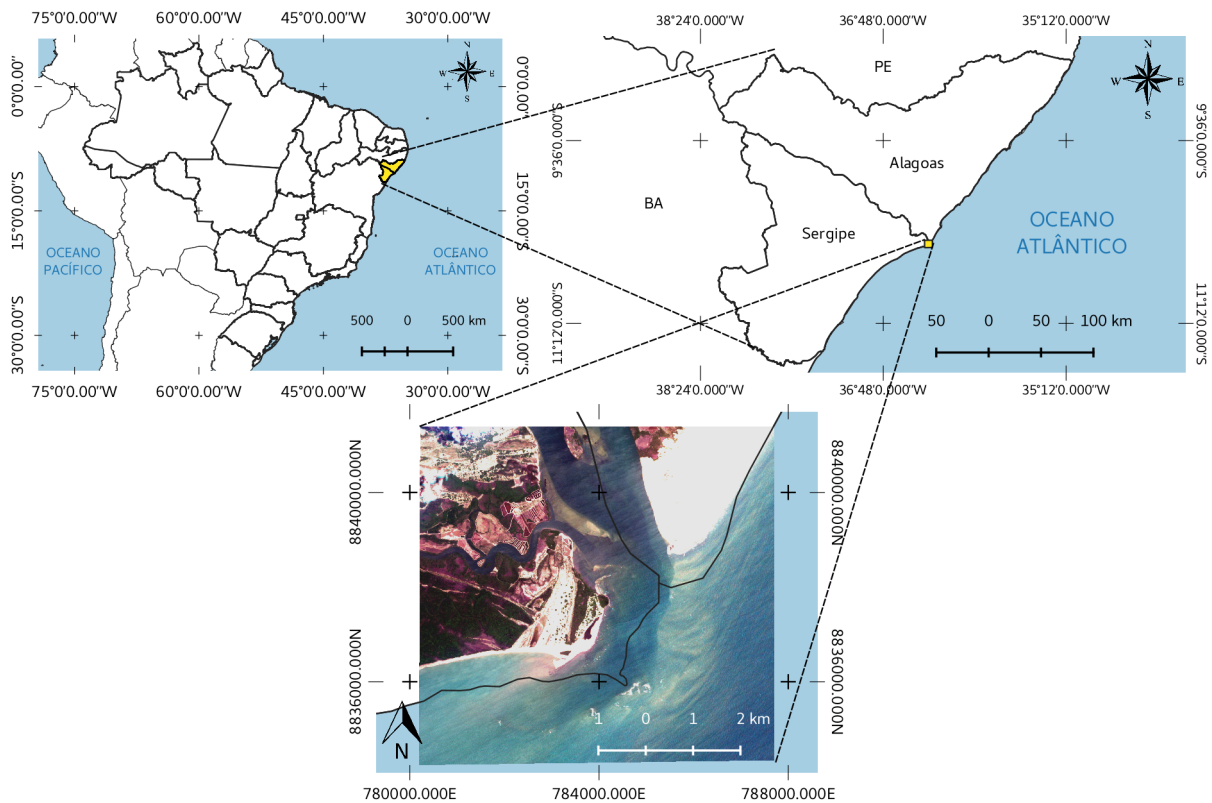 75°0'0.00"W 60°0'0.00"W 45°0'0.00"W 30°0'0.00"W
0°0'0.00"
15°0'0.00"S
30°0'0.00"S
N
W E
S
0°0'0.00"
15°0'0.00"S
30°0'0.00"S
OCEANO
PACÍFICO
OCEANO
ATLÂNTICO
500 0 500 km
75°0'0.00"W 60°0'0.00"W 45°0'0.00"W 30°0'0.00"W
38°24'0.000"W 36°48'0.000"W 35°12'0.000"W
9°36'0.000"S
11°12'0.000"S
PE
N
W E
S
Alagoas
BA
Sergipe
OCEANO
ATLÂNTICO
9°36'0.000"S
11°12'0.000"S
50 0 50 100 km
38°24'0.000"W 36°48'0.000"W 35°12'0.000"W
8840000.000N
8836000.000N
8840000.000N
8836000.000N
1 0 1 2 km
N
780000.000E 784000.000E 788000.000E